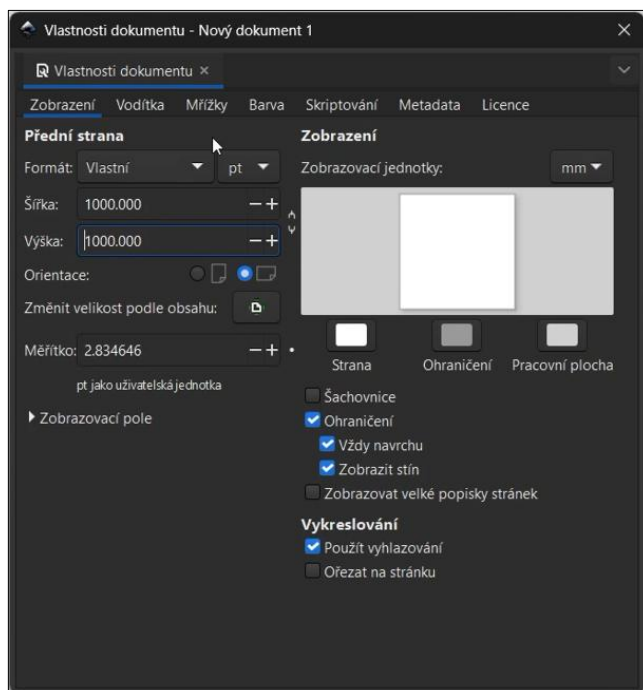 Vlastnosti dokumentu - Nový dokument 1
Vlastnosti dokumentu
Zobrazení Vodítka Mřížky Barva Skriptování Metadata Licence
Přední strana
Formát: Vlastní pt
Šířka: 1000.000
Výška: 1000.000
Orientace:
Změnit velikost podle obsahu:
Měřítko: 2.834646
pt jako uživatelská jednotka
Zobrazovací pole
Zobrazení
Zobrazovací jednotky: mm
Strana Ohraničení Pracovní plocha
Šachovnice
Ohraničení
Vždy navrchu
Zobrazit stín
Zobrazovat velké popisky stránek
Vykreslování
Použít vyhlazování
Ořezat na stránku